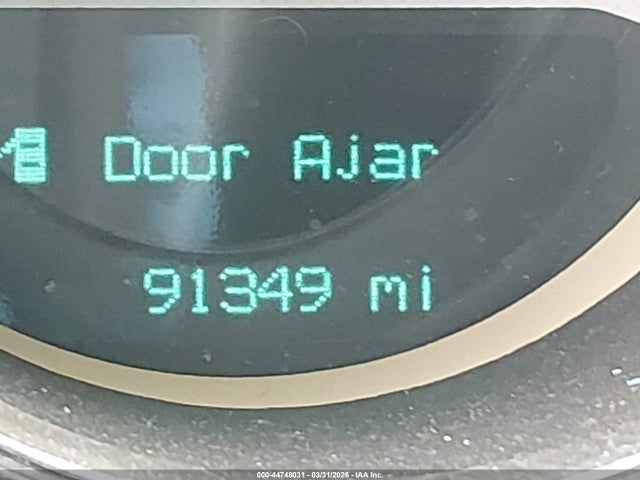 Door Ajar
91349 mi
000-44748031 - 03/31/2026 - IAA Inc.